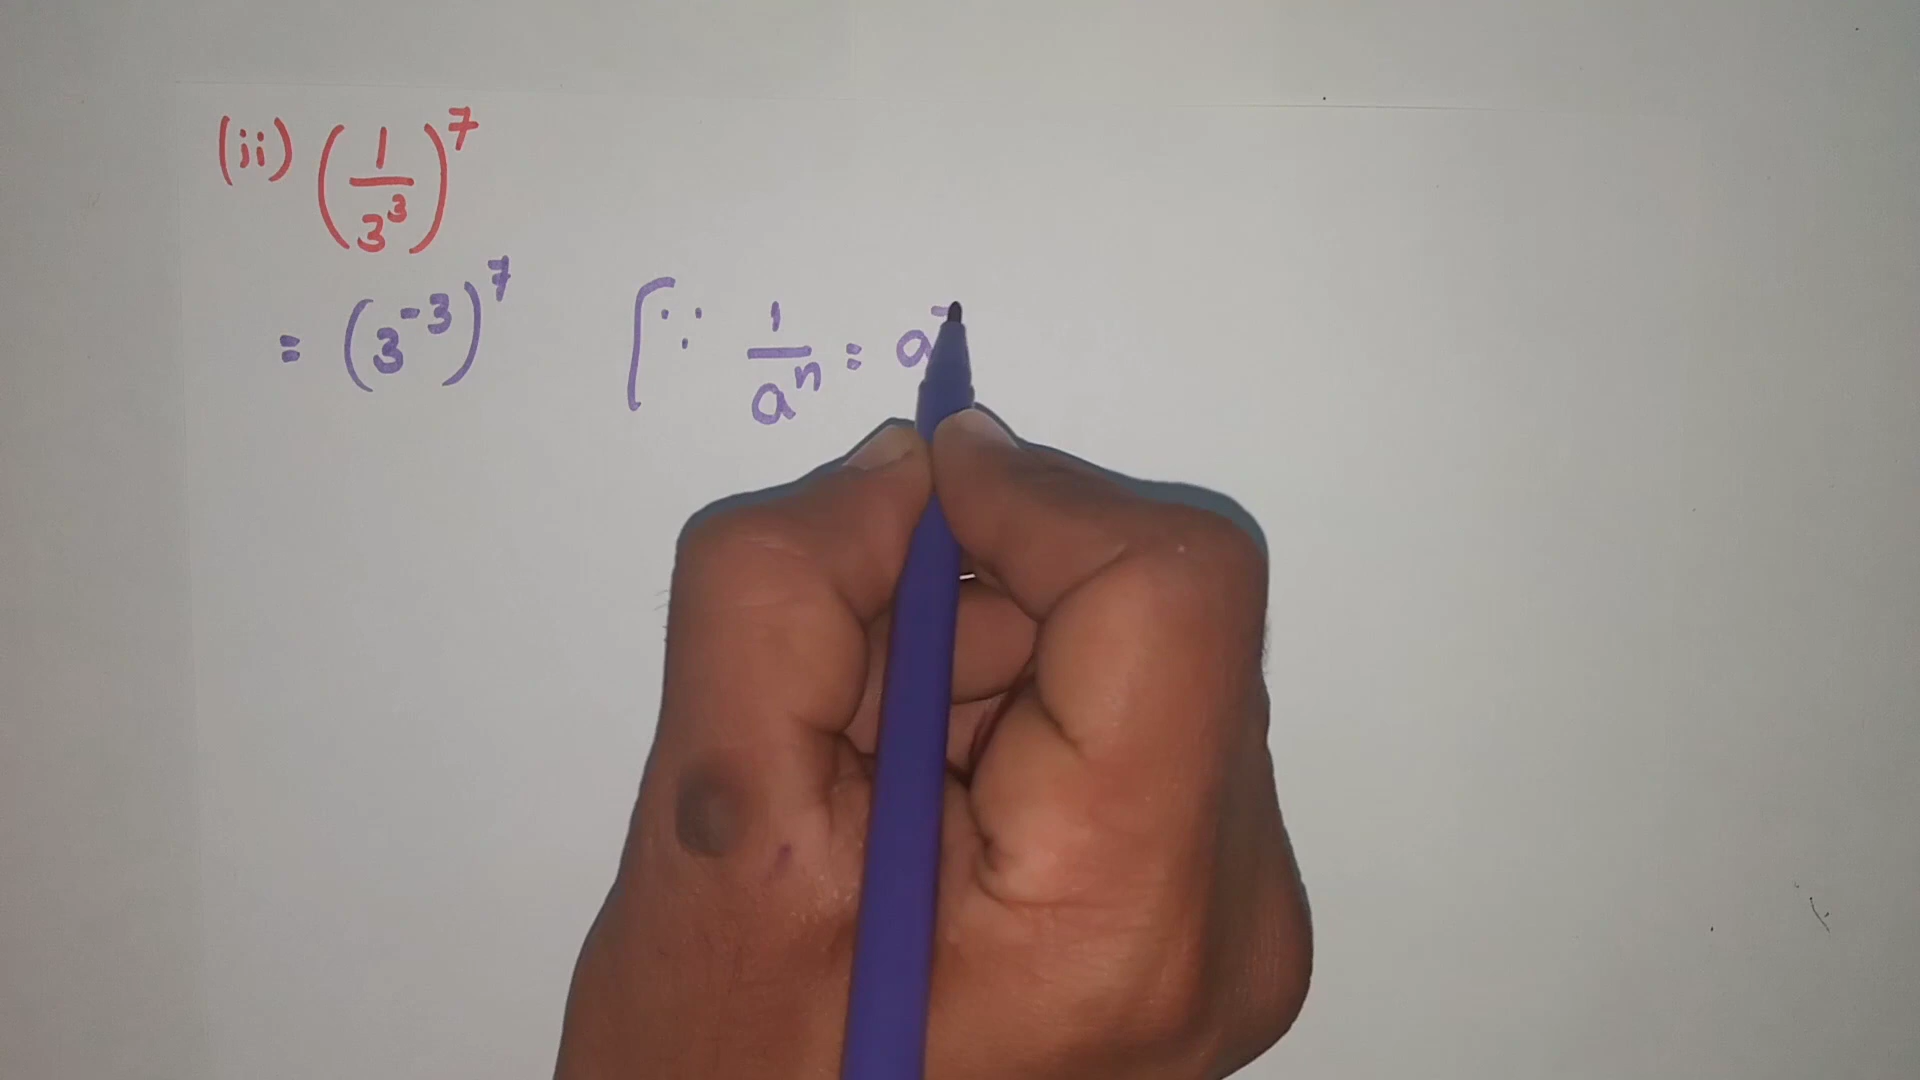 (ii) (1/3³)⁷
= (3⁻³)⁷ [∵ 1/aⁿ = a⁻